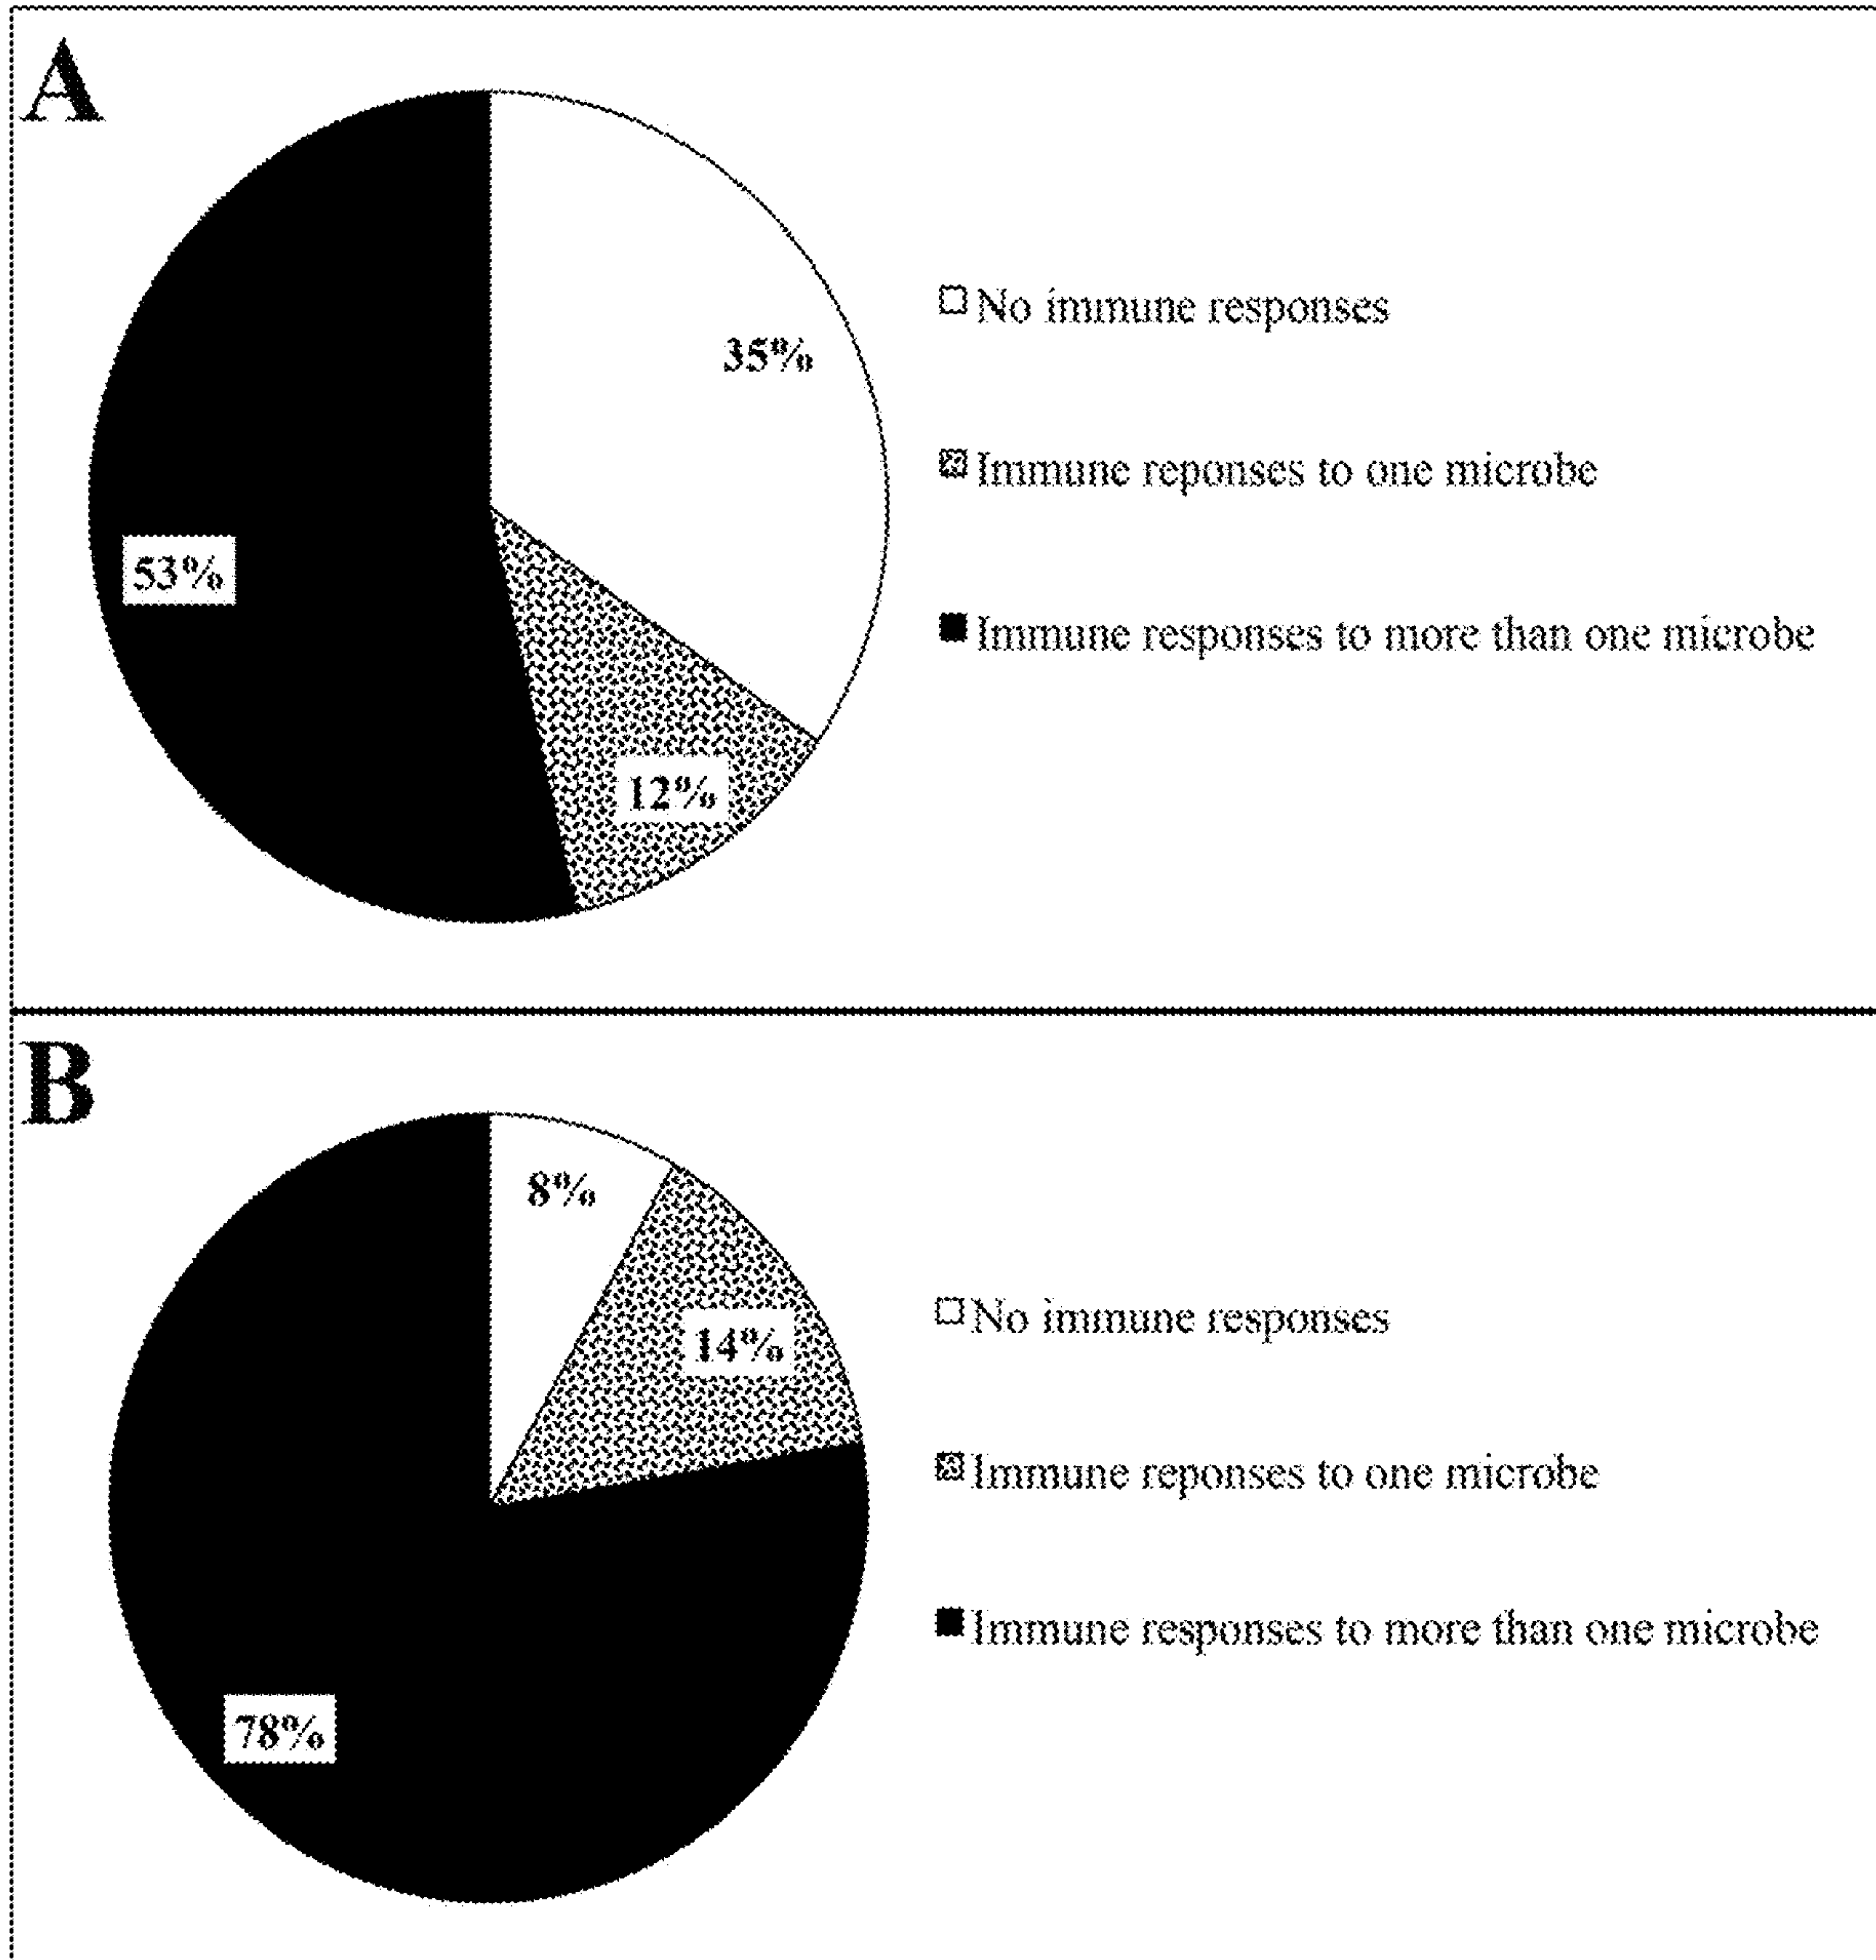 A
35%
No immune responses
Immune reponses to one microbe
53%
Immune responses to more than one microbe
12%
B
8%
No immune responses
14%
Immune reponses to one microbe
Immune responses to more than one microbe
78%